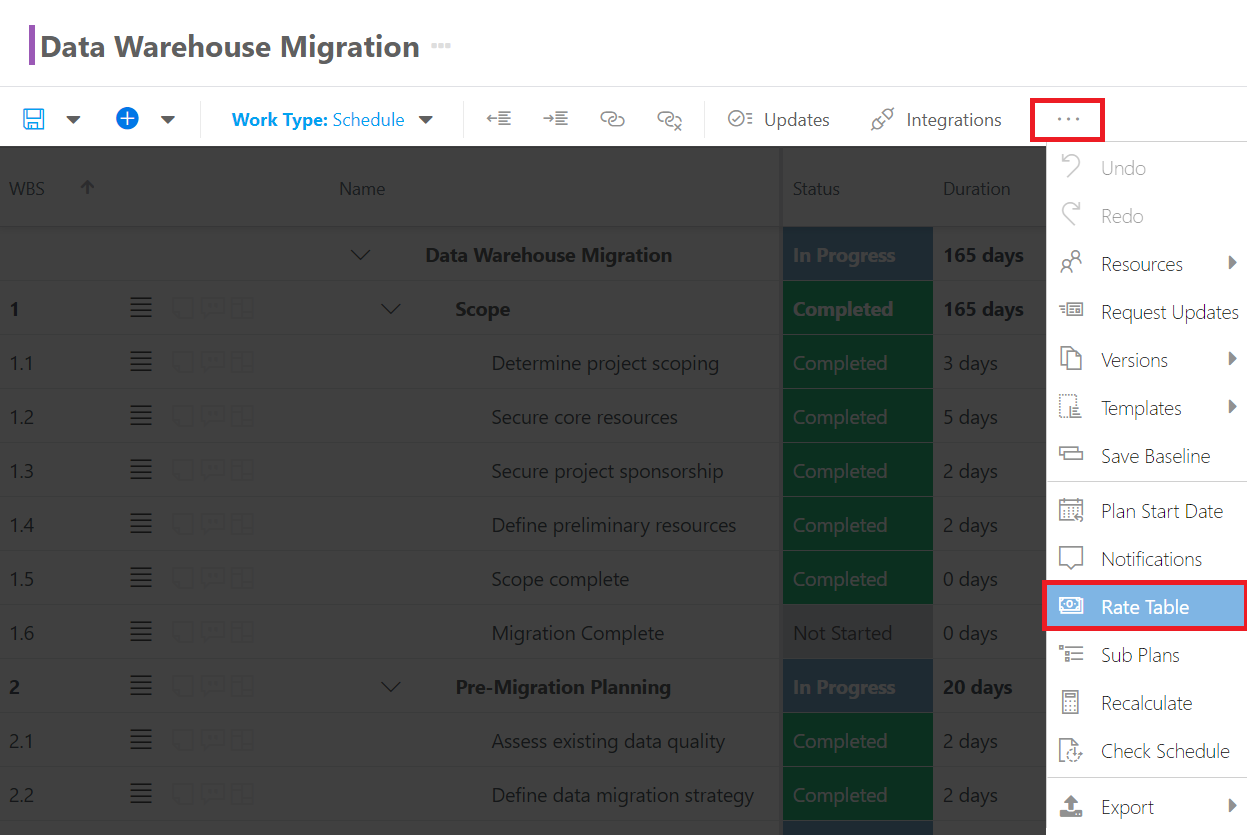 Data Warehouse Migration
Work Type: Schedule
Updates
Integrations
WBS Name Status Duration
Data Warehouse Migration In Progress 165 days
1 Scope Completed 165 days
1.1 Determine project scoping Completed 3 days
1.2 Secure core resources Completed 5 days
1.3 Secure project sponsorship Completed 2 days
1.4 Define preliminary resources Completed 2 days
1.5 Scope complete Completed 0 days
1.6 Migration Complete Not Started 0 days
2 Pre-Migration Planning In Progress 20 days
2.1 Assess existing data quality Completed 2 days
2.2 Define data migration strategy Completed 2 days
Undo
Redo
Resources
Request Updates
Versions
Templates
Save Baseline
Plan Start Date
Notifications
Rate Table
Sub Plans
Recalculate
Check Schedule
Export